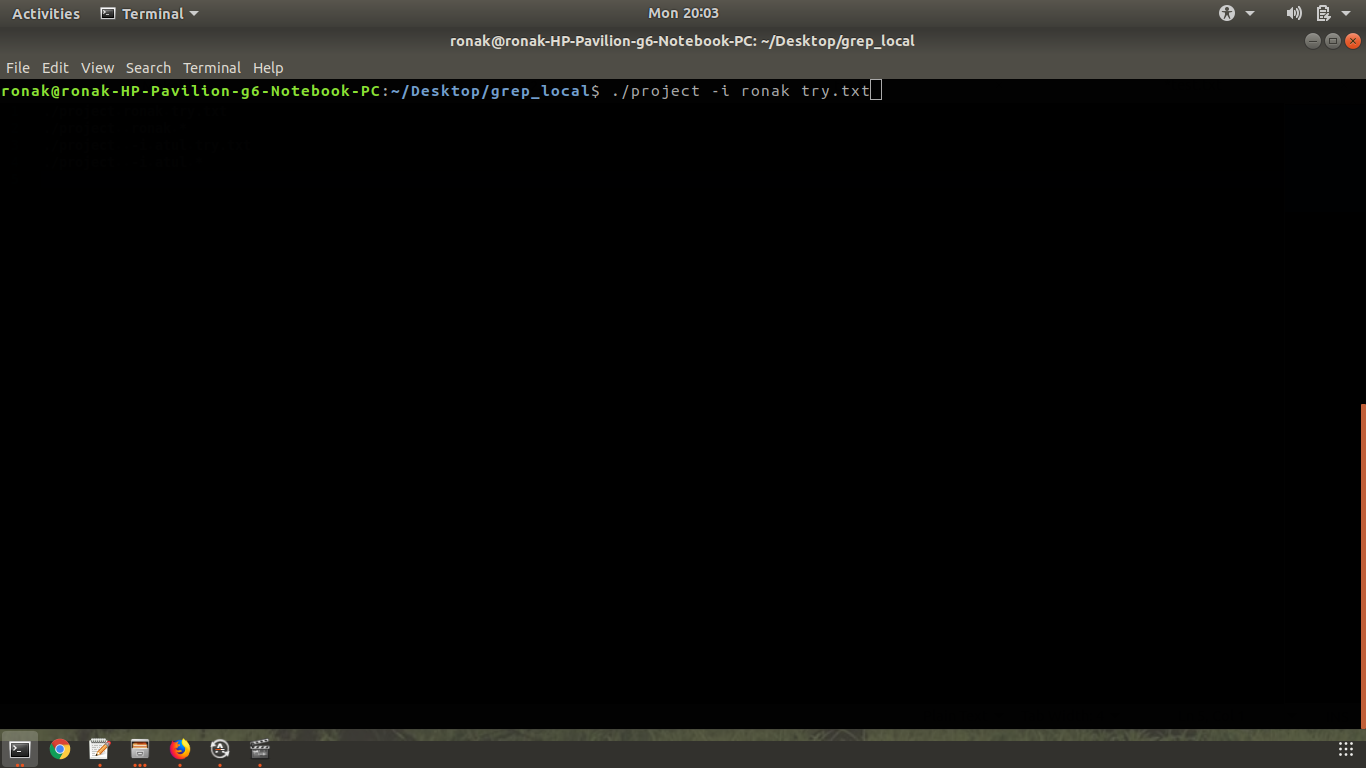 Activities Terminal Mon 20:03
ronak@ronak-HP-Pavilion-g6-Notebook-PC: ~/Desktop/grep_local
File Edit View Search Terminal Help
ronak@ronak-HP-Pavilion-g6-Notebook-PC:~/Desktop/grep_local$ ./project -i ronak try.txt